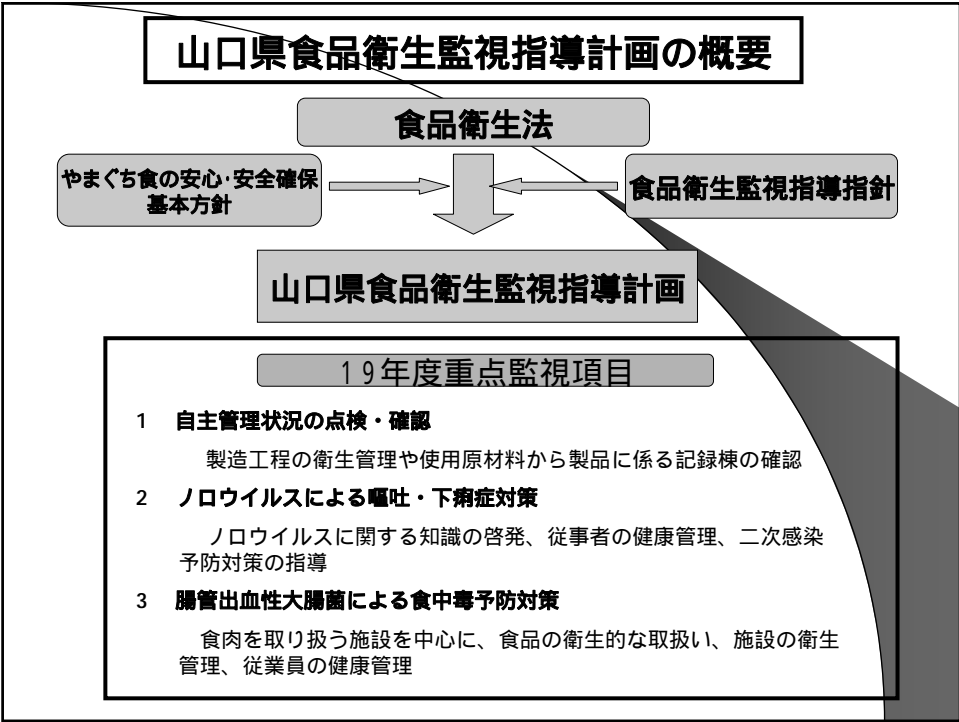 山口県食品衛生監視指導計画の概要
食品衛生法
やまぐち食の安心・安全確保
基本方針
食品衛生監視指導指針
山口県食品衛生監視指導計画
19年度重点監視項目
1 自主管理状況の点検・確認
製造工程の衛生管理や使用原材料から製品に係る記録棟の確認
2 ノロウイルスによる嘔吐・下痢症対策
ノロウイルスに関する知識の啓発、従事者の健康管理、二次感染
予防対策の指導
3 腸管出血性大腸菌による食中毒予防対策
食肉を取り扱う施設を中心に、食品の衛生的な取扱い、施設の衛生
管理、従業員の健康管理